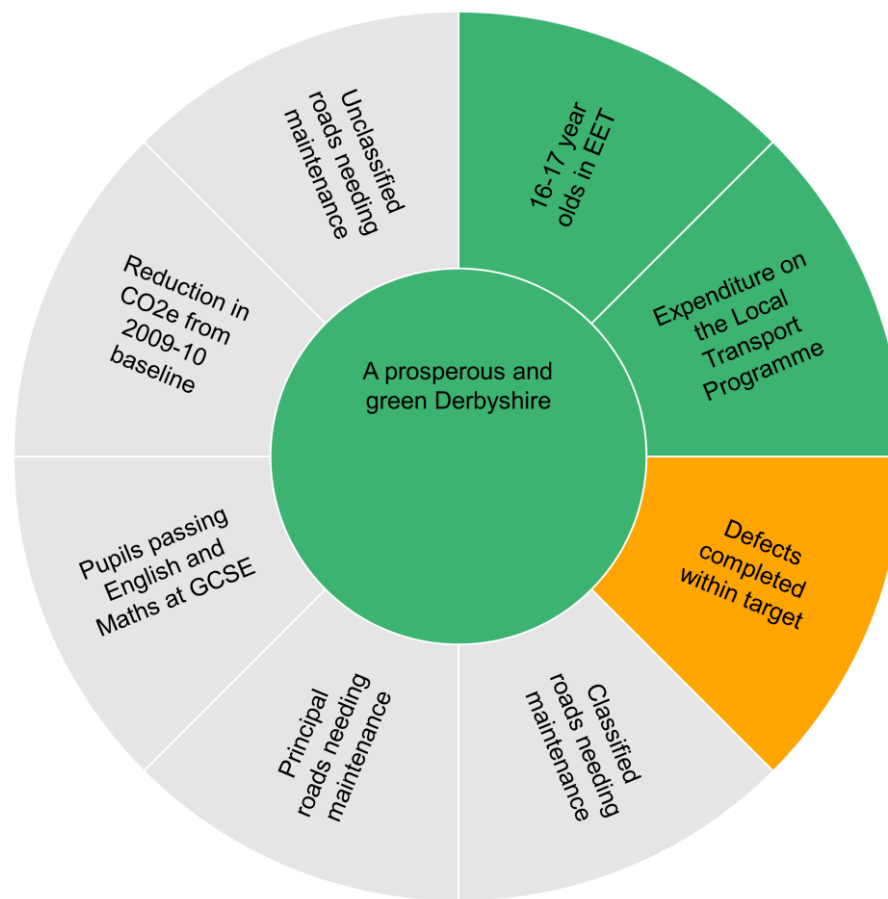 A prosperous and
green Derbyshire
16-17 year
olds in EET
Expenditure on
the Local
Transport
Programme
Defects
completed
within target
Classified
roads needing
maintenance
Principal
roads needing
maintenance
Pupils passing
English and
Maths at GCSE
Reduction in
CO2e from
2009-10
baseline
Unclassified
roads needing
maintenance